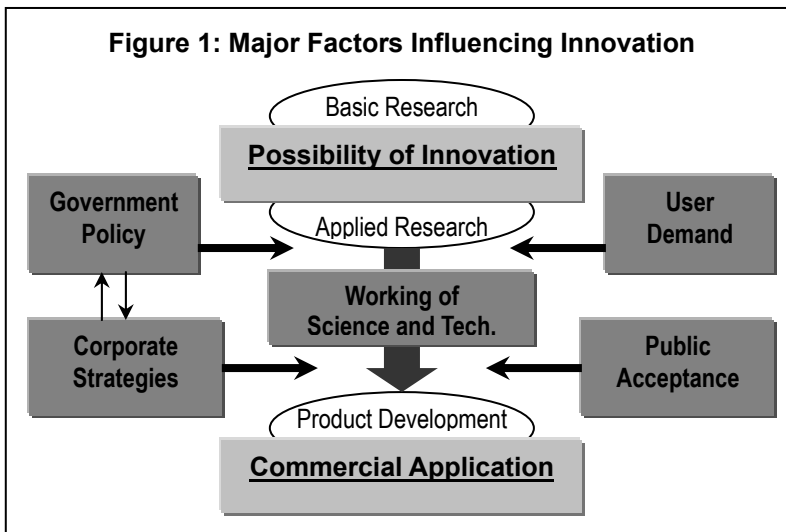 Figure 1: Major Factors Influencing Innovation
Basic Research
Possibility of Innovation
Government
Policy
Applied Research
User
Demand
Working of
Science and Tech.
Corporate
Strategies
Public
Acceptance
Product Development
Commercial Application